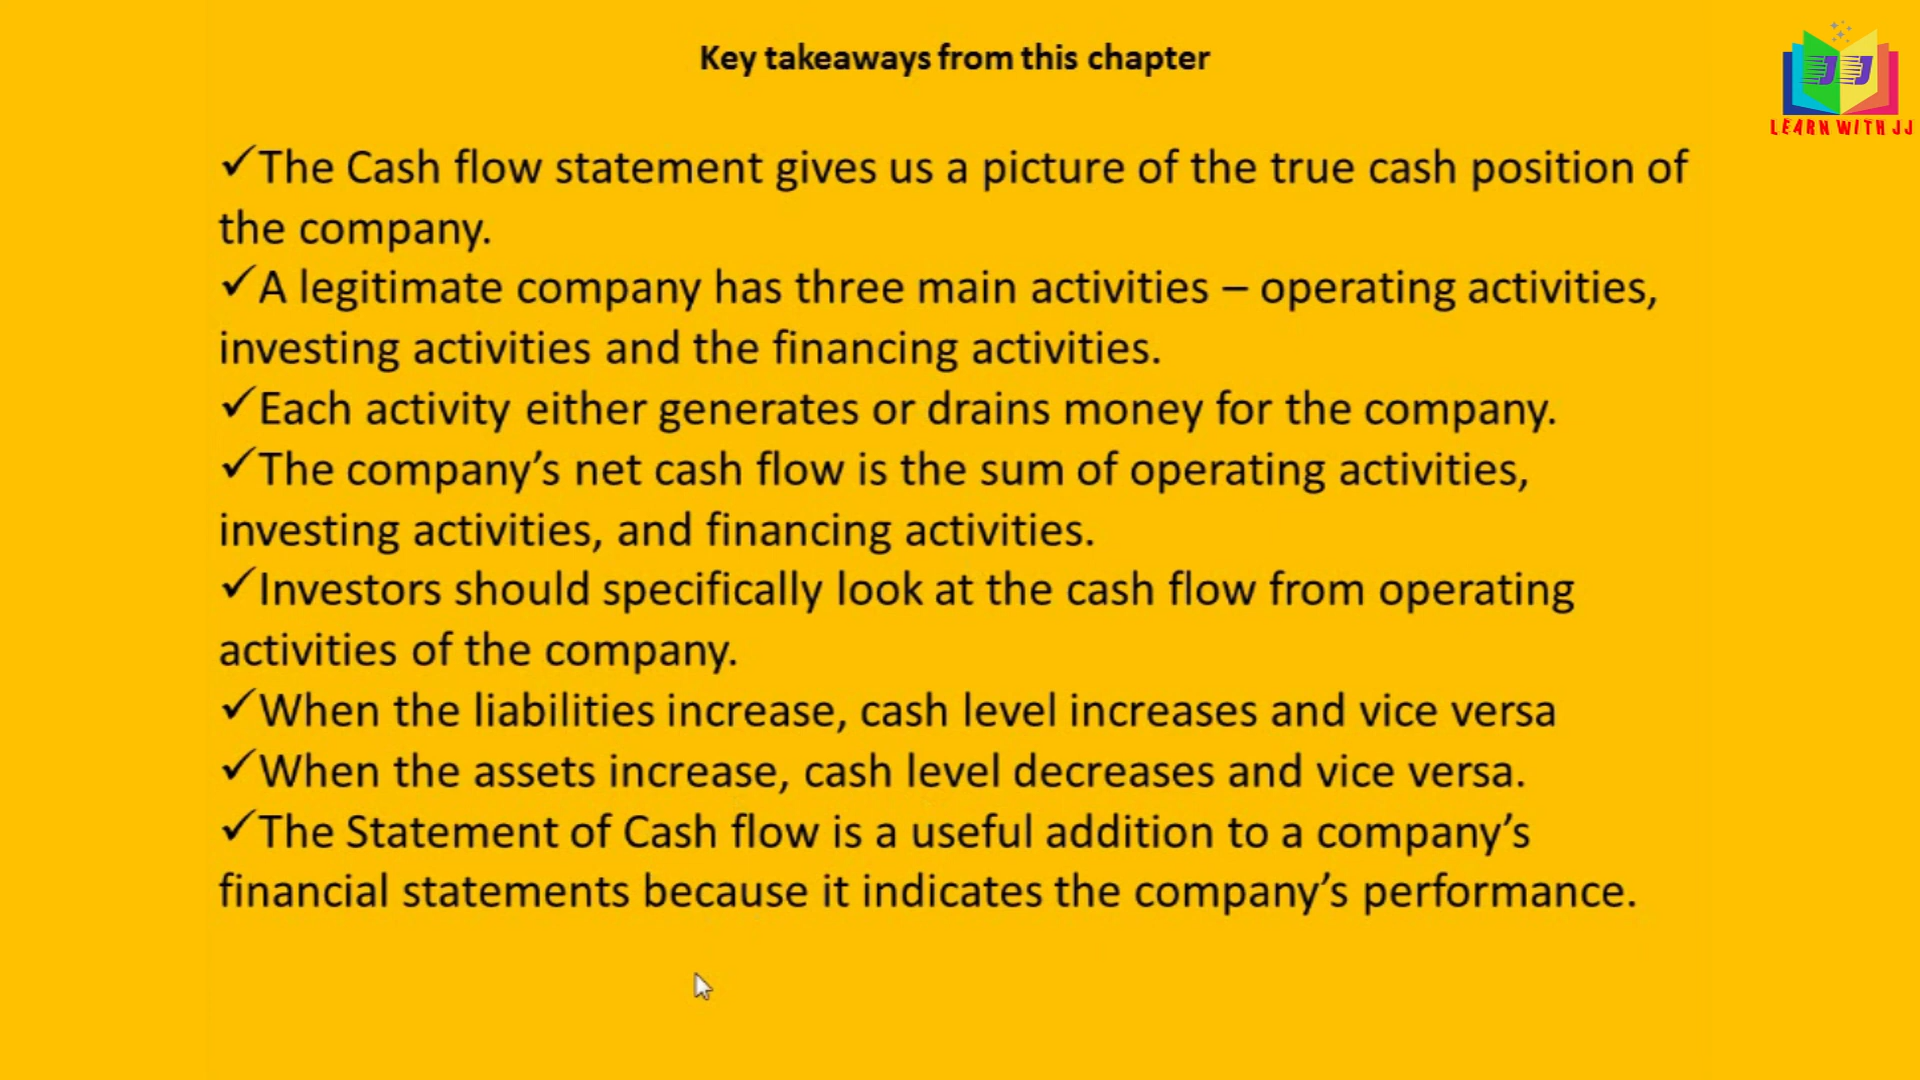 Key takeaways from this chapter
JJ
LEARN WITH JJ
✓The Cash flow statement gives us a picture of the true cash position of
the company.
✓A legitimate company has three main activities – operating activities,
investing activities and the financing activities.
✓Each activity either generates or drains money for the company.
✓The company’s net cash flow is the sum of operating activities,
investing activities, and financing activities.
✓Investors should specifically look at the cash flow from operating
activities of the company.
✓When the liabilities increase, cash level increases and vice versa
✓When the assets increase, cash level decreases and vice versa.
✓The Statement of Cash flow is a useful addition to a company’s
financial statements because it indicates the company’s performance.